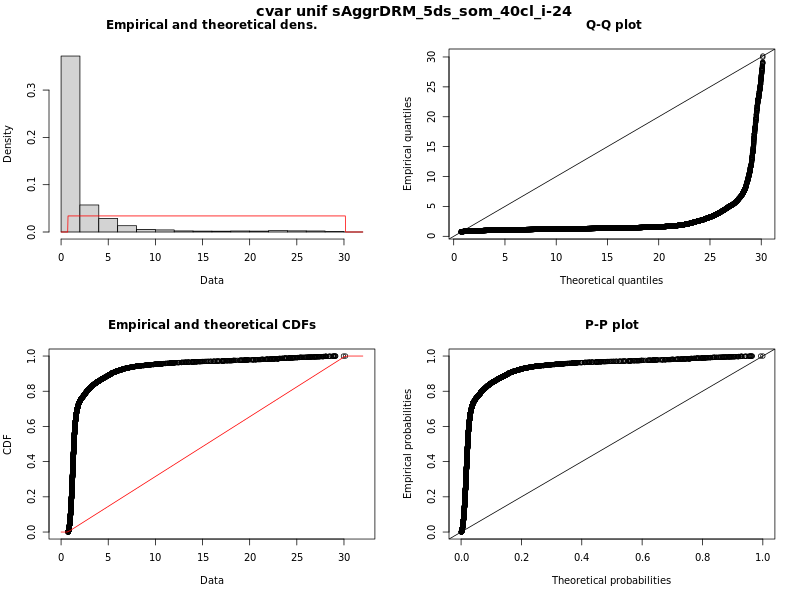 cvar unif sAggrDRM_5ds_som_40cl_i-24
Empirical and theoretical dens.
Density
0.0 0.1 0.2 0.3
0 5 10 15 20 25 30
Data
Q-Q plot
Empirical quantiles
0 5 10 15 20 25 30
0 5 10 15 20 25 30
Theoretical quantiles
Empirical and theoretical CDFs
CDF
0.0 0.2 0.4 0.6 0.8 1.0
0 5 10 15 20 25 30
Data
P-P plot
Empirical probabilities
0.0 0.2 0.4 0.6 0.8 1.0
0.0 0.2 0.4 0.6 0.8 1.0
Theoretical probabilities